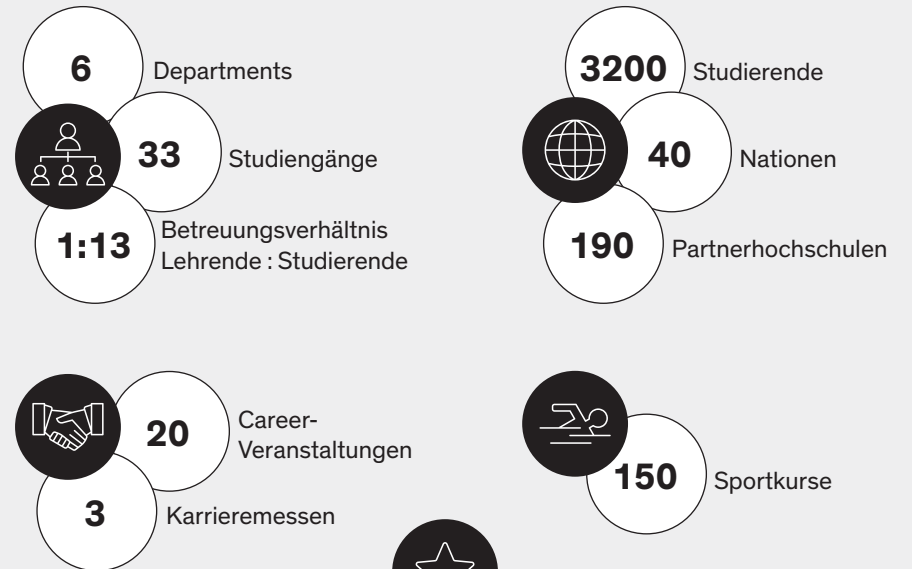 6
Departments
33
Studiengänge
1:13
Betreuungsverhältnis
Lehrende : Studierende
3200
Studierende
40
Nationen
190
Partnerhochschulen
20
Career-
Veranstaltungen
3
Karrieremessen
150
Sportkurse